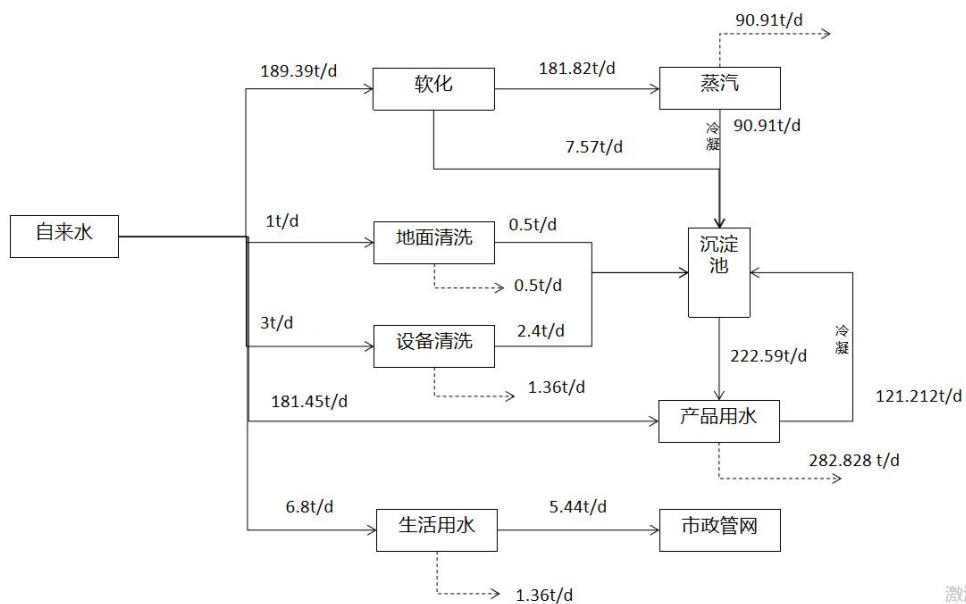 90.91t/d
189.39t/d
软化
181.82t/d
蒸汽
冷凝
90.91t/d
7.57t/d
自来水
1t/d
地面清洗
0.5t/d
沉淀
池
0.5t/d
3t/d
设备清洗
2.4t/d
冷凝
222.59t/d
1.36t/d
181.45t/d
产品用水
121.212t/d
282.828 t/d
6.8t/d
生活用水
5.44t/d
市政管网
1.36t/d
激